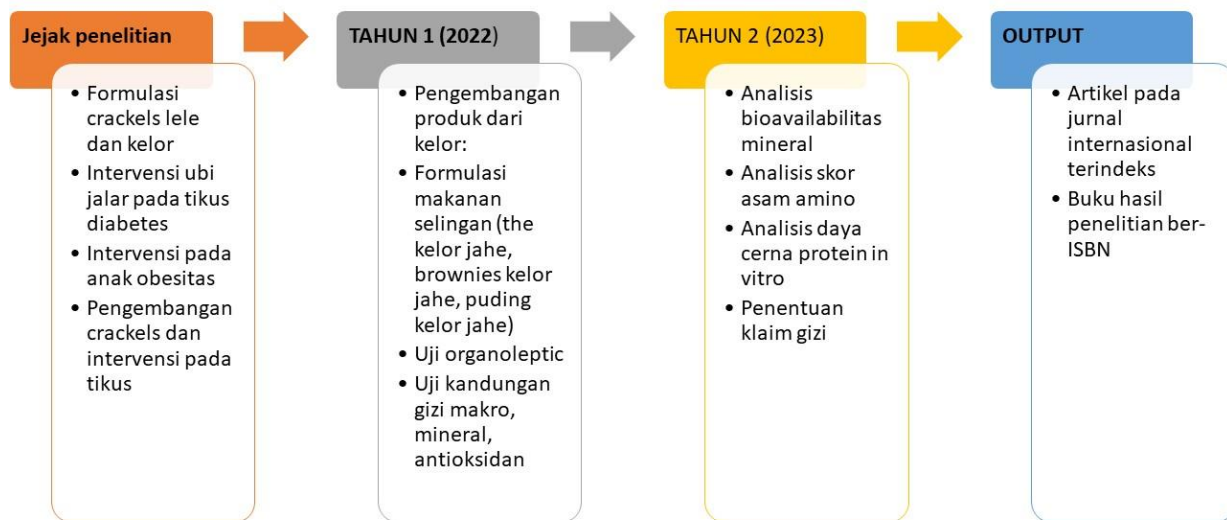 Jejak penelitian
• Formulasi
crackels lele
dan kelor
• Intervensi ubi
jalar pada tikus
diabetes
• Intervensi pada
anak obesitas
• Pengembangan
crackels dan
intervensi pada
tikus
TAHUN 1 (2022)
• Pengembangan
produk dari
kelor:
• Formulasi
makanan
selingan (the
kelor jahe,
brownies kelor
jahe, puding
kelor jahe)
• Uji organoleptic
• Uji kandungan
gizi makro,
mineral,
antioksidan
TAHUN 2 (2023)
• Analisis
bioavailabilitas
mineral
• Analisis skor
asam amino
• Analisis daya
cerna protein in
vitro
• Penentuan
klaim gizi
OUTPUT
• Artikel pada
jurnal
internasional
terindeks
• Buku hasil
penelitian ber-
ISBN